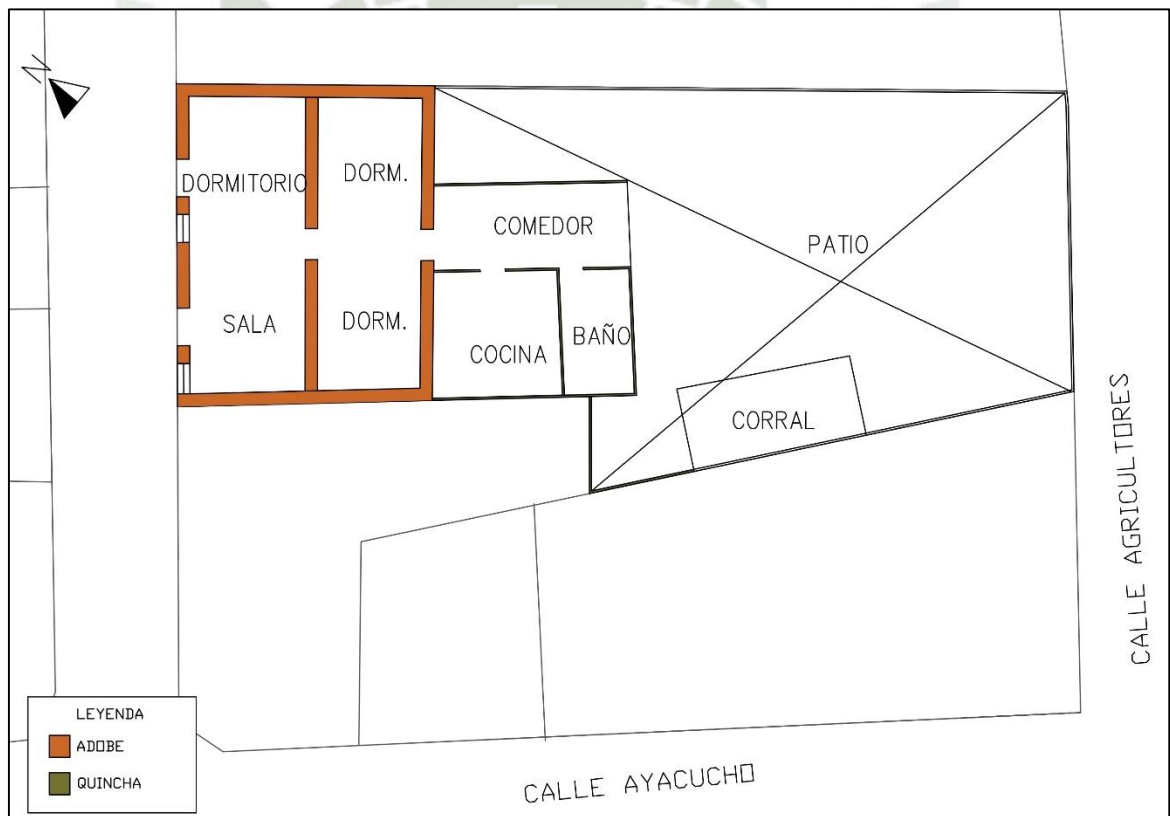 N
DORMITORIO
DORM.
COMEDOR
PATIO
SALA
DORM.
COCINA
BAÑO
CORRAL
CALLE AGRICULTORES
LEYENDA
ADOBE
QUINCHA
CALLE AYACUCHO